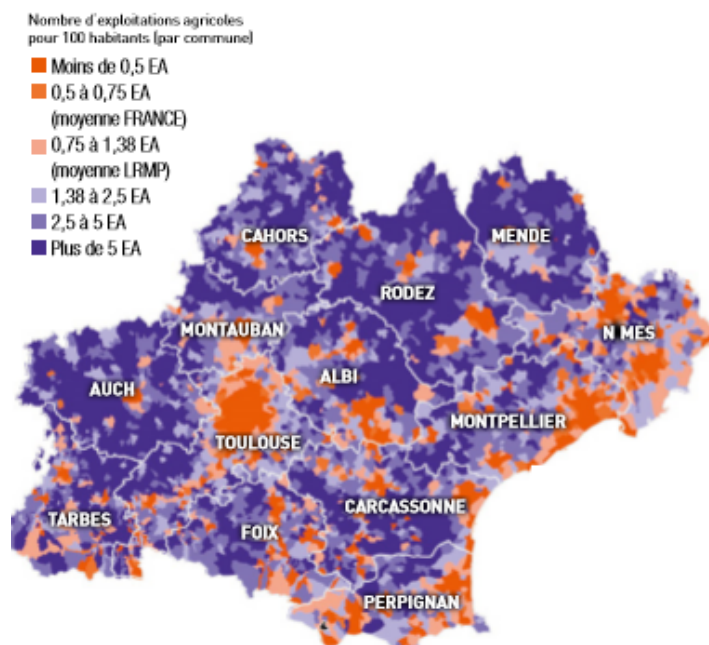 Nombre d'exploitations agricoles
pour 100 habitants (par commune)
Moins de 0,5 EA
0,5 à 0,75 EA
(moyenne FRANCE)
0,75 à 1,38 EA
(moyenne LRMP)
1,38 à 2,5 EA
2,5 à 5 EA
Plus de 5 EA
CAHORS
MENDE
RODEZ
MONTAUBAN
NIMES
AUCH
ALBI
MONTPELLIER
TOULOUSE
CARCASSONNE
TARBES
FOIX
PERPIGNAN